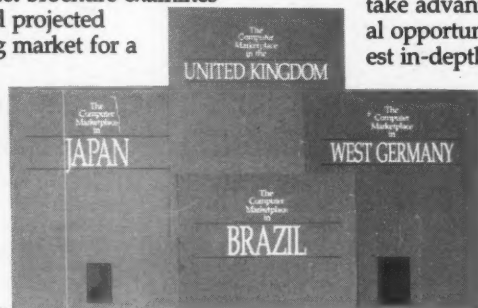 d projected
g market for a
take advan
al opportun
est in-depth
The
Computer
Marketplace
in the
UNITED KINGDOM
The
Computer
Marketplace
in
JAPAN
The
Computer
Marketplace
in
WEST GERMANY
The
Computer
Marketplace
in
BRAZIL